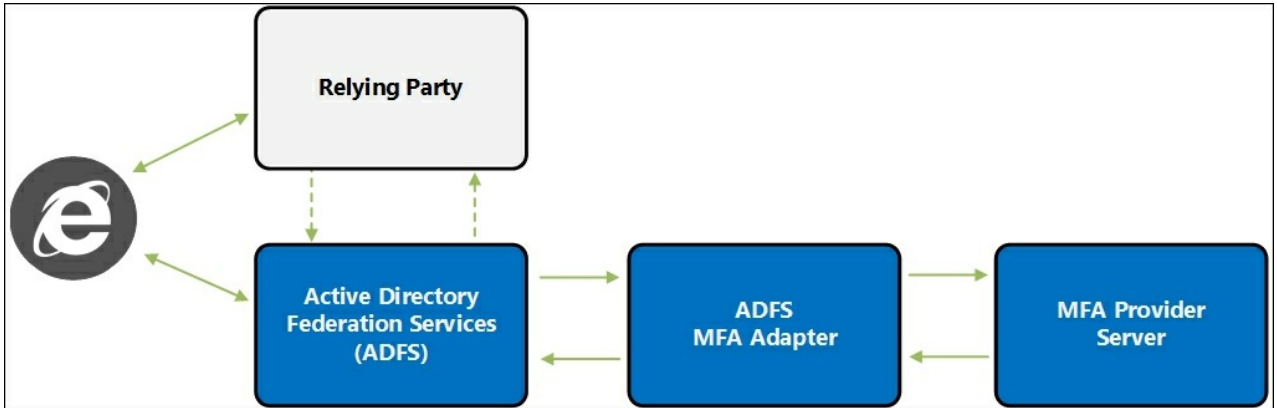 Relying Party
Active Directory
Federation Services
(ADFS)
ADFS
MFA Adapter
MFA Provider
Server